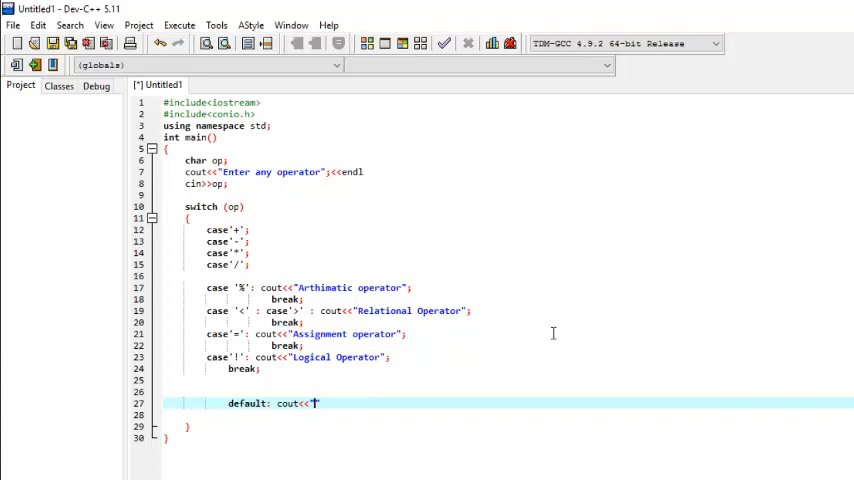 Untitled1 - Dev-C++ 5.11
File Edit Search View Project Execute Tools AStyle Window Help
TDM-GCC 4.9.2 64-bit Release
(globals)
Project Classes Debug [*] Untitled1
1 #include<iostream>
2 #include<conio.h>
3 using namespace std;
4 int main()
5 {
6 char op;
7 cout<<"Enter any operator";<<endl
8 cin>>op;
9
10 switch (op)
11 {
12 case'+';
13 case'-';
14 case'*';
15 case'/';
16
17 case '%': cout<<"Arthimatic operator";
18 break;
19 case '<' : case'>' : cout<<"Relational Operator";
20 break;
21 case'=': cout<<"Assignment operator";
22 break;
23 case'!': cout<<"Logical Operator";
24 break;
25
26
27 default: cout<<""
28
29 }
30 }